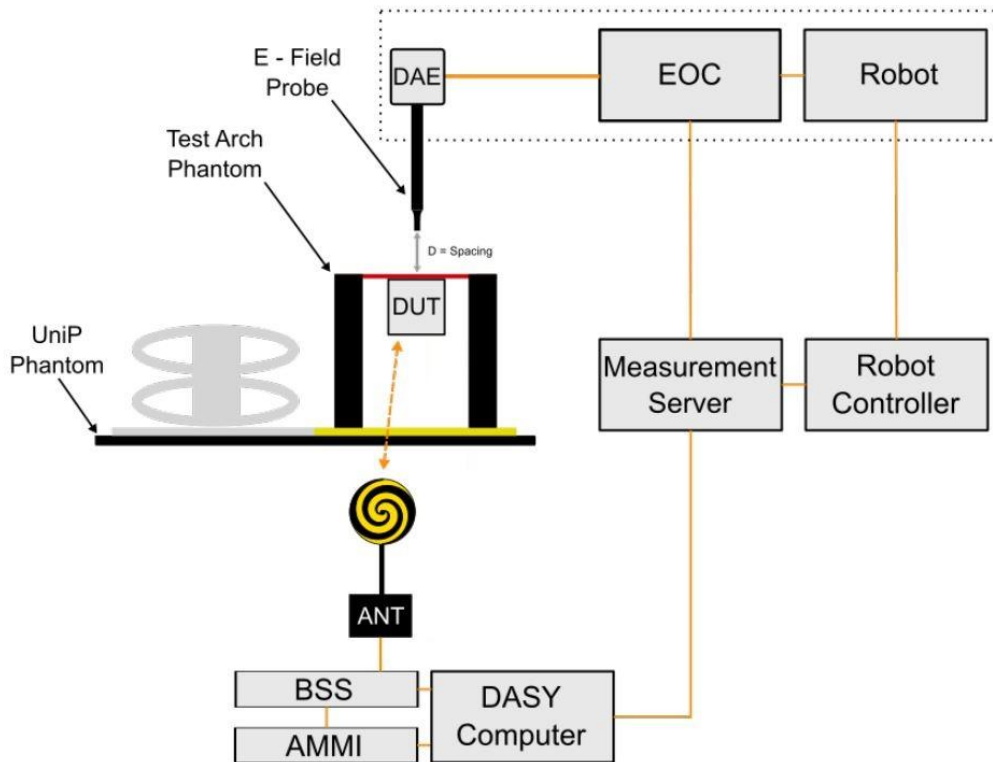 E - Field
Probe
DAE
EOC
Robot
Test Arch
Phantom
D = Spacing
DUT
UniP
Phantom
Measurement
Server
Robot
Controller
ANT
BSS
AMMI
DASY
Computer